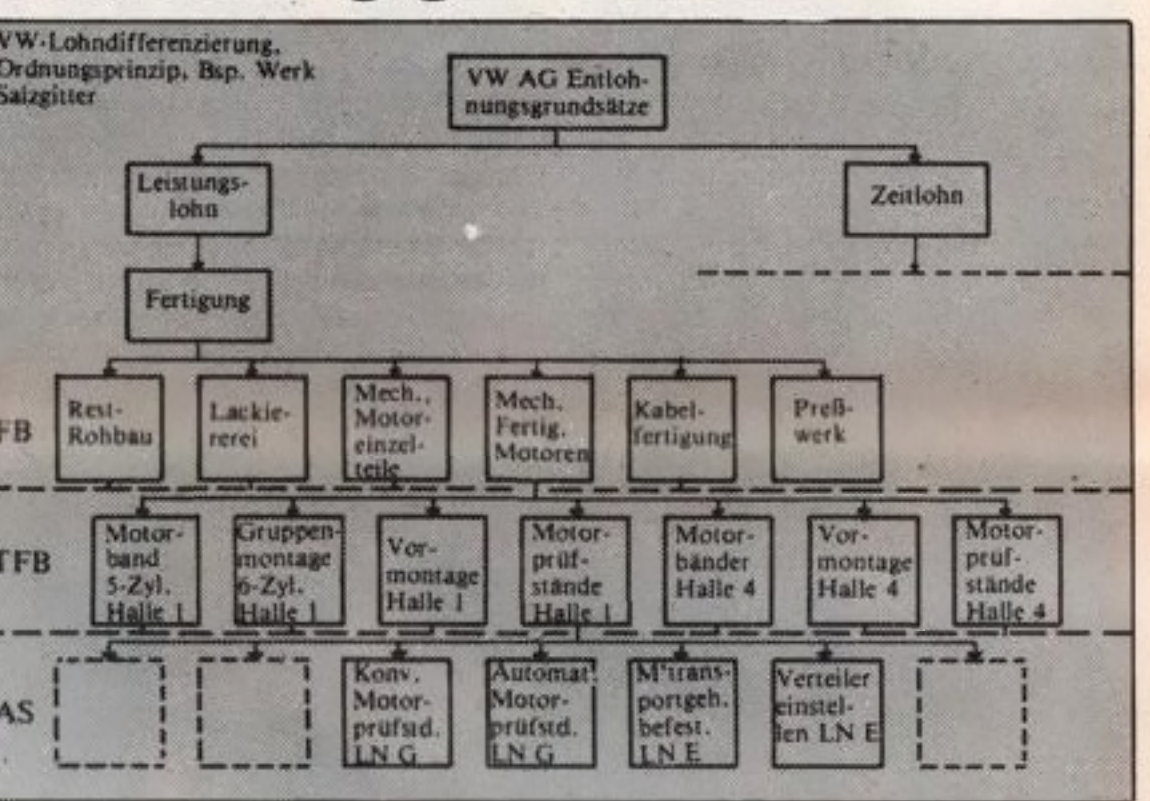 VW-Lohndifferenzierung,
Ordnungsprinzip, Bsp. Werk
Salzgitter
VW AG Entloh-
nungsgrundsätze
Leistungs-
lohn
Zeitlohn
Fertigung
FB
Rest-
Rohbau
Lackie-
rerei
Mech.,
Motor-
einzel-
teile
Mech.
Fertig.
Motoren
Kabel-
fertigung
Preß-
werk
TFB
Motor-
band
5-Zyl.
Halle 1
Gruppen-
montage
6-Zyl.
Halle 1
Vor-
montage
Halle 1
Motor-
prüf-
stände
Halle 1
Motor-
bänder
Halle 4
Vor-
montage
Halle 4
Motor-
prüf-
stände
Halle 4
AS
Konv.
Motor-
prüfstd.
LN G
Automat.
Motor-
prüfstd.
LN G
M'trans-
portgeh.
befest.
LN E
Verteiler
einstel-
len LN E